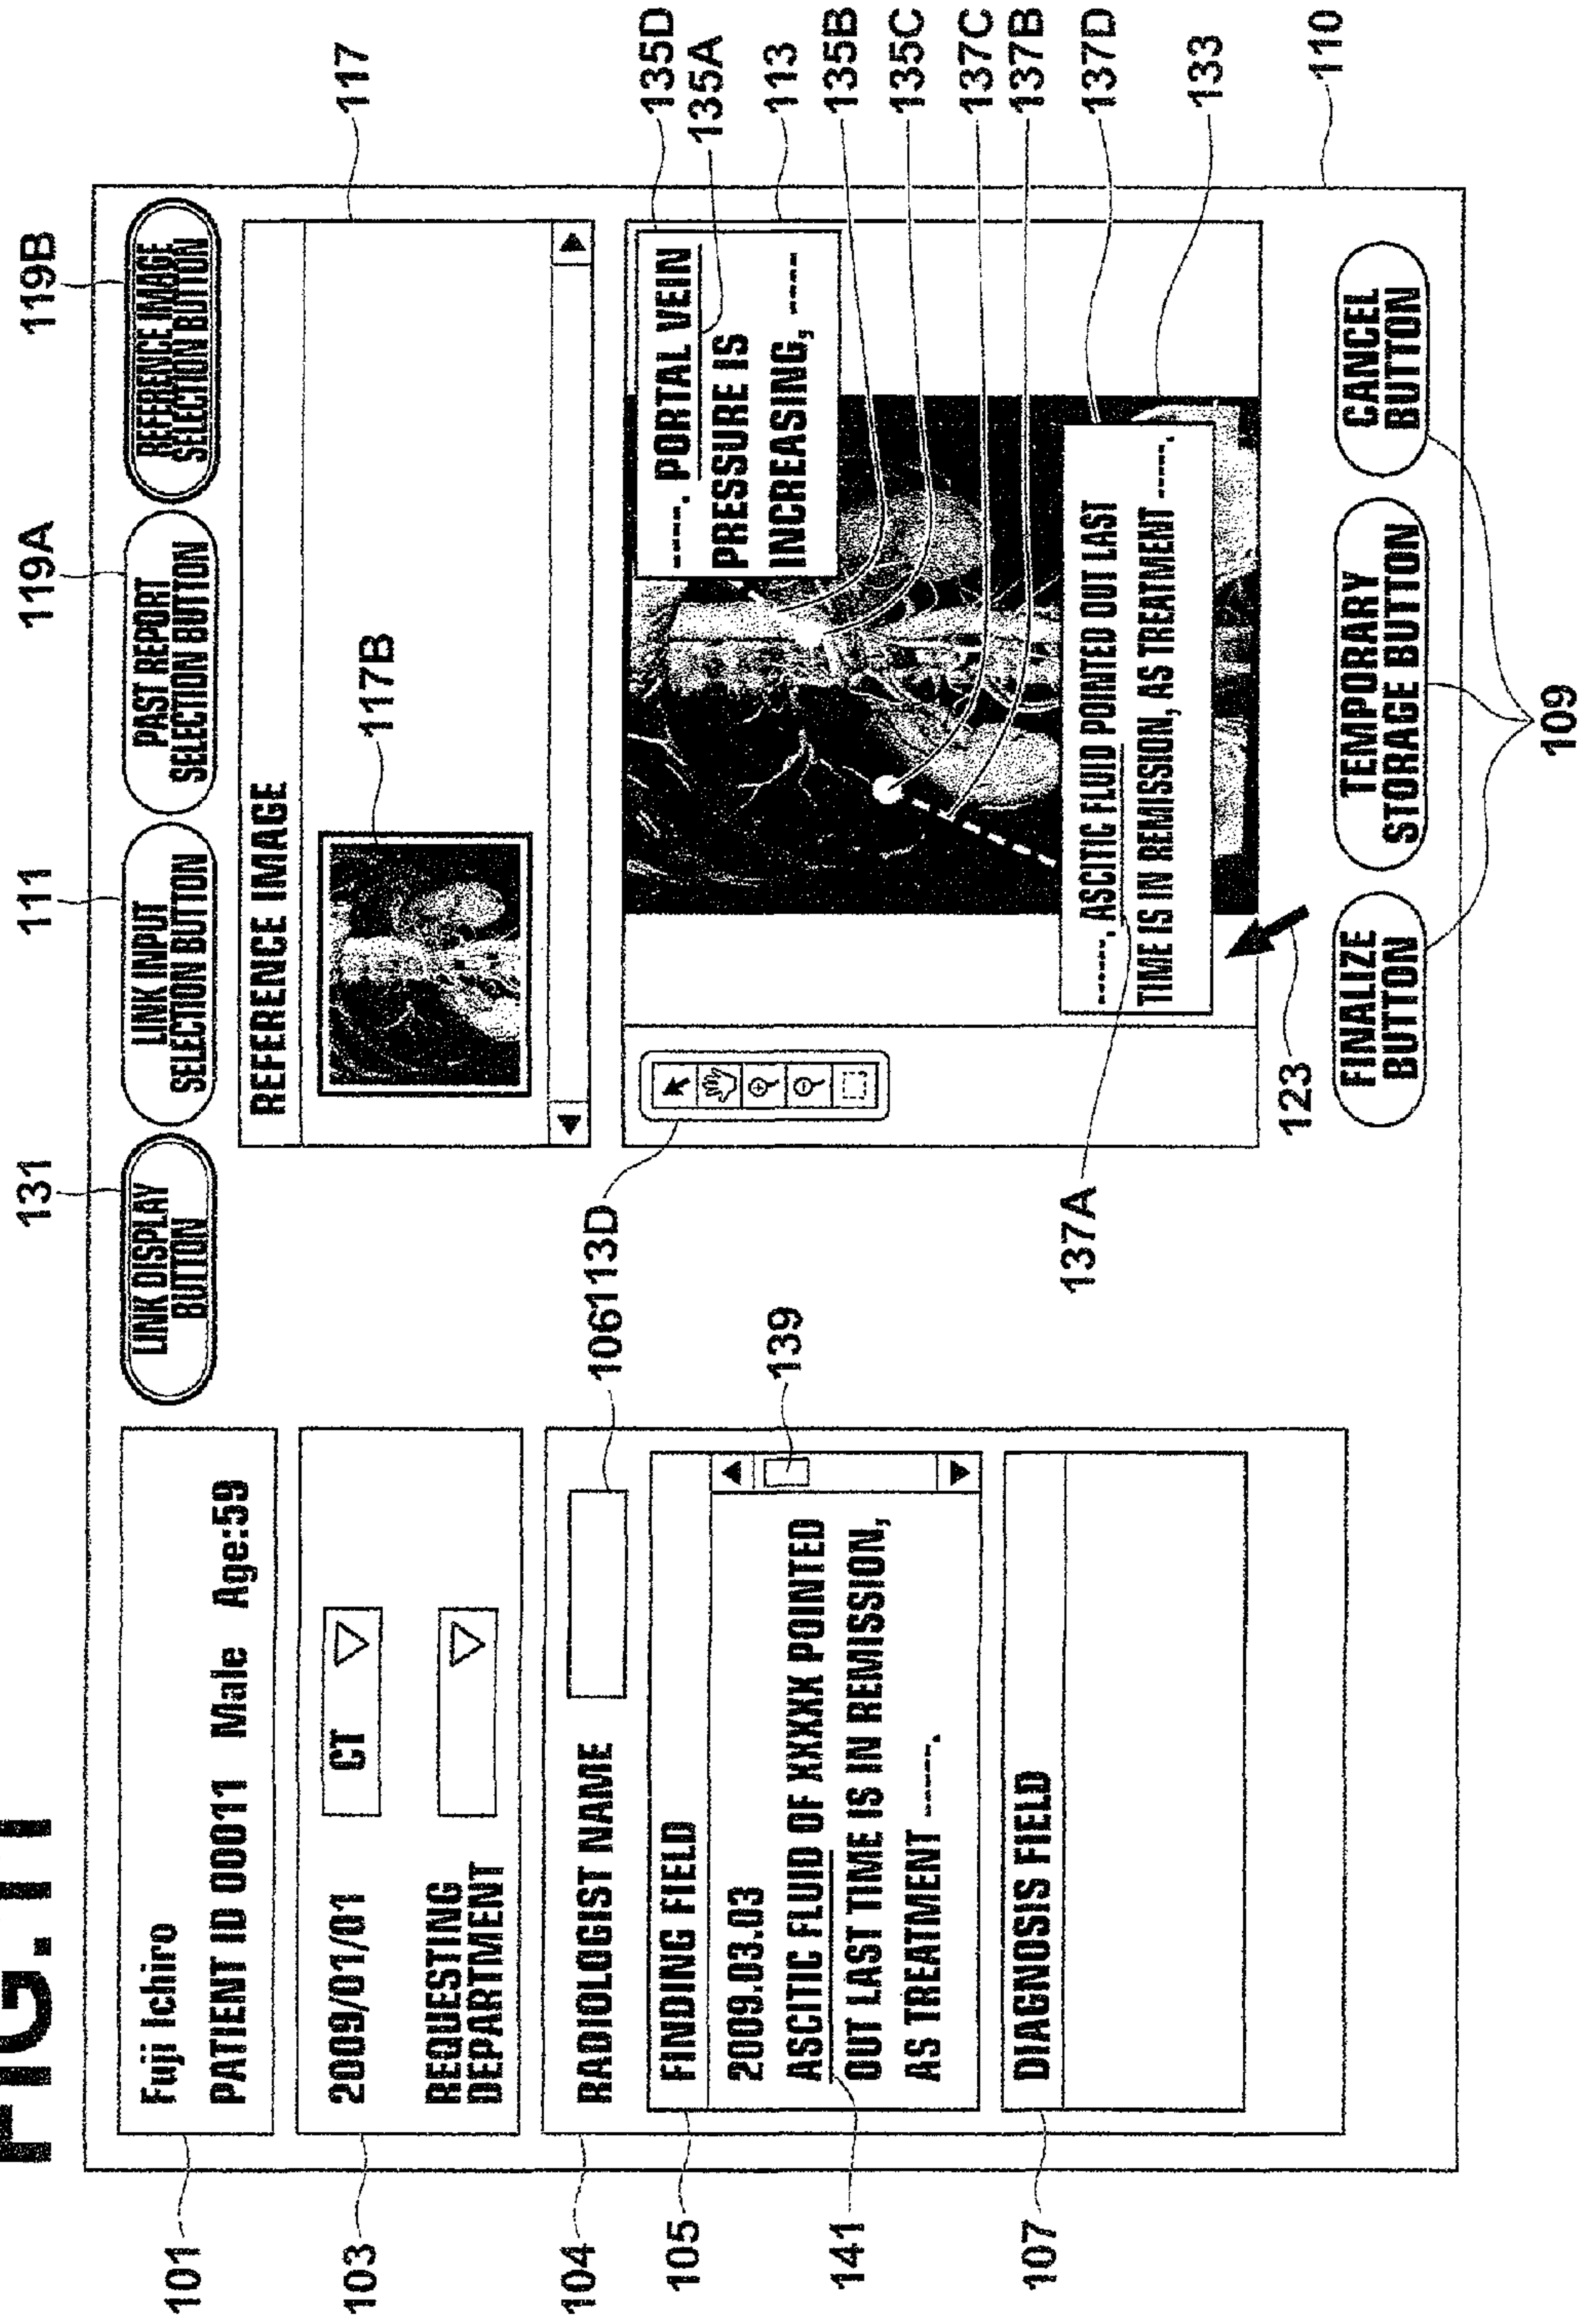 FIG. 11
131
111
119A
119B
LINK DISPLAY
BUTTON
LINK INPUT
SELECTION BUTTON
PAST REPORT
SELECTION BUTTON
REFERENCE IMAGE
SELECTION BUTTON
101
Fuji Ichiro
PATIENT ID 00011 Male Age:59
103
2009/01/01 CT
REQUESTING
DEPARTMENT
104
RADIOLOGIST NAME
106
105
FINDING FIELD
2009.03.03
ASCITIC FLUID OF XXXXX POINTED
OUT LAST TIME IS IN REMISSION,
AS TREATMENT -----.
139
141
107
DIAGNOSIS FIELD
REFERENCE IMAGE
117B
117
113D
-----. PORTAL VEIN
PRESSURE IS
INCREASING, -----
135D
135A
113
135B
135C
137C
137B
137D
133
------. ASCITIC FLUID POINTED OUT LAST
TIME IS IN REMISSION, AS TREATMENT -----.
137A
123
110
FINALIZE
BUTTON
TEMPORARY
STORAGE BUTTON
CANCEL
BUTTON
109